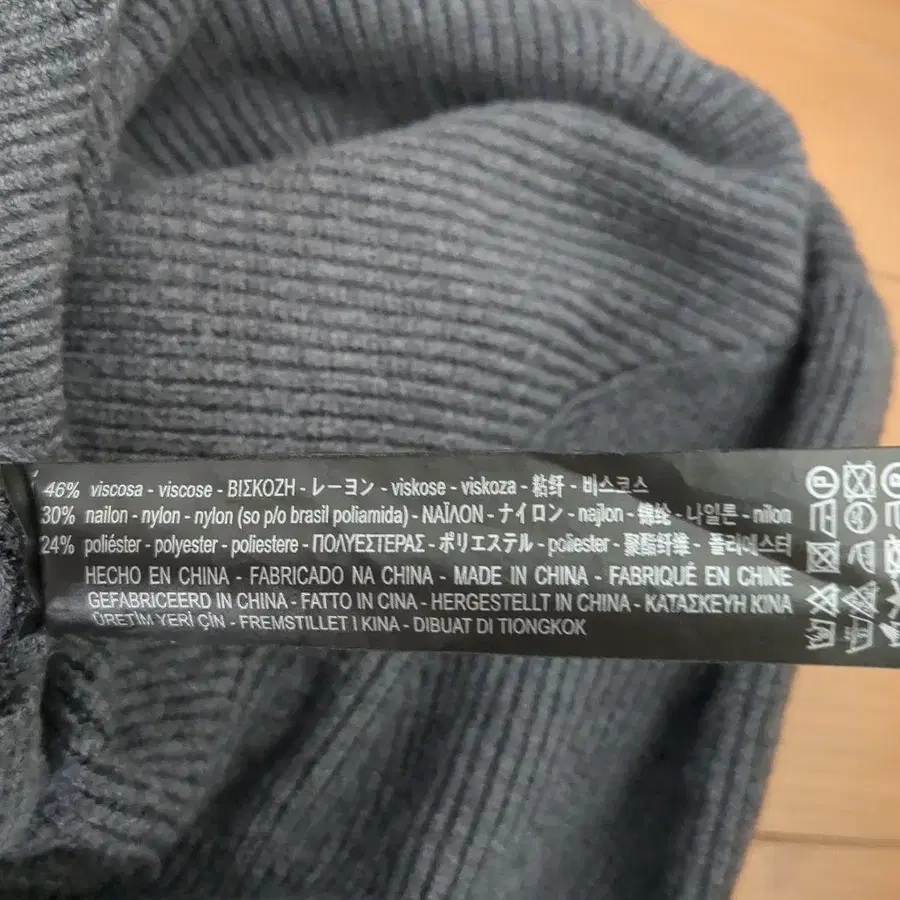 46% viscosa - viscose - ΒΙΣΚΟΖΗ - レーヨン - viskose - viskoza - 粘纤 - 비스코스
30% nailon - nylon - nylon (so p/o brasil poliamida) - ΝΑΪΛΟΝ - ナイロン - najlon - 锦纶 - 나일론 - nilon
24% poliéster - polyester - poliestere - ΠΟΛΥΕΣΤΕΡΑΣ - ポリエステル - poliester - 聚酯纤维 - 폴리에스터
HECHO EN CHINA - FABRICADO NA CHINA - MADE IN CHINA - FABRIQUÉ EN CHINE
GEFABRICEERD IN CHINA - FATTO IN CINA - HERGESTELLT IN CHINA - ΚΑΤΑΣΚΕΥΗ ΚΙΝΑ
ÜRETİM YERİ ÇİN - FREMSTILLET I KINA - DIBUAT DI TIONGKOK